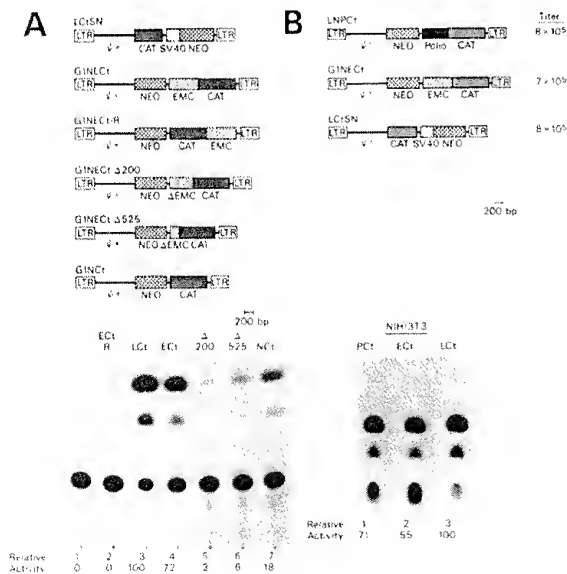 A
LCtSN
LTR LTR
ψ+ CAT SV40 NEO
G1NECt
LTR LTR
ψ+ NEO EMC CAT
G1NECt-R
LTR LTR
ψ+ NEO CAT EMC
G1NECt Δ200
LTR LTR
ψ+ NEO ΔEMC CAT
G1NECt Δ525
LTR LTR
ψ+ NEO ΔEMC CAT
G1NCt
LTR LTR
ψ+ NEO CAT
200 bp
ECt R LCt ECt Δ 200 Δ 525 NCt
1 2 3 4 5 6 7
Relative Activity 0 0 100 72 3 6 18
B
Titer
LNPCt
LTR LTR 8 × 10⁵
NEO Polio CAT
G1NECt
LTR LTR
NEO EMC CAT
LCtSN
LTR LTR 8 × 10⁵
CAT SV40 NEO
200 bp
NIH 3T3
PCt ECt LCt
1 2 3
Relative Activity 71 55 100